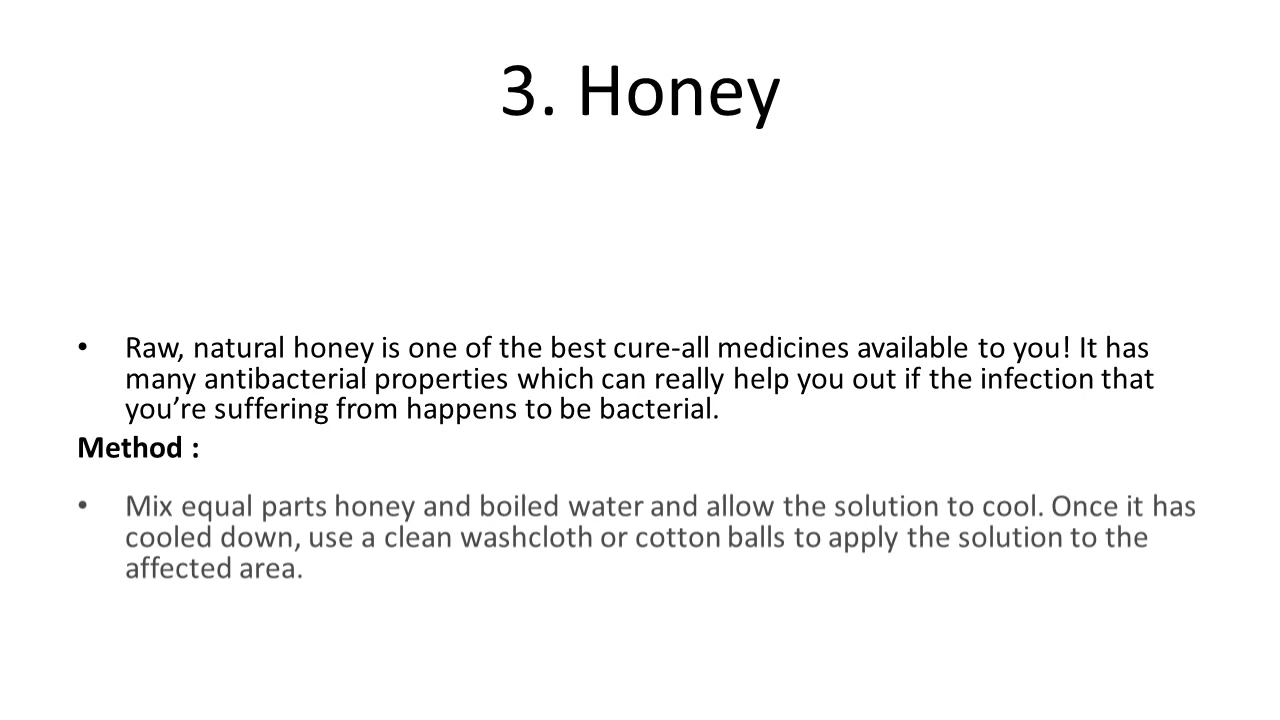 3. Honey
• Raw, natural honey is one of the best cure-all medicines available to you! It has
many antibacterial properties which can really help you out if the infection that
you’re suffering from happens to be bacterial.
Method :
• Mix equal parts honey and boiled water and allow the solution to cool. Once it has
cooled down, use a clean washcloth or cotton balls to apply the solution to the
affected area.